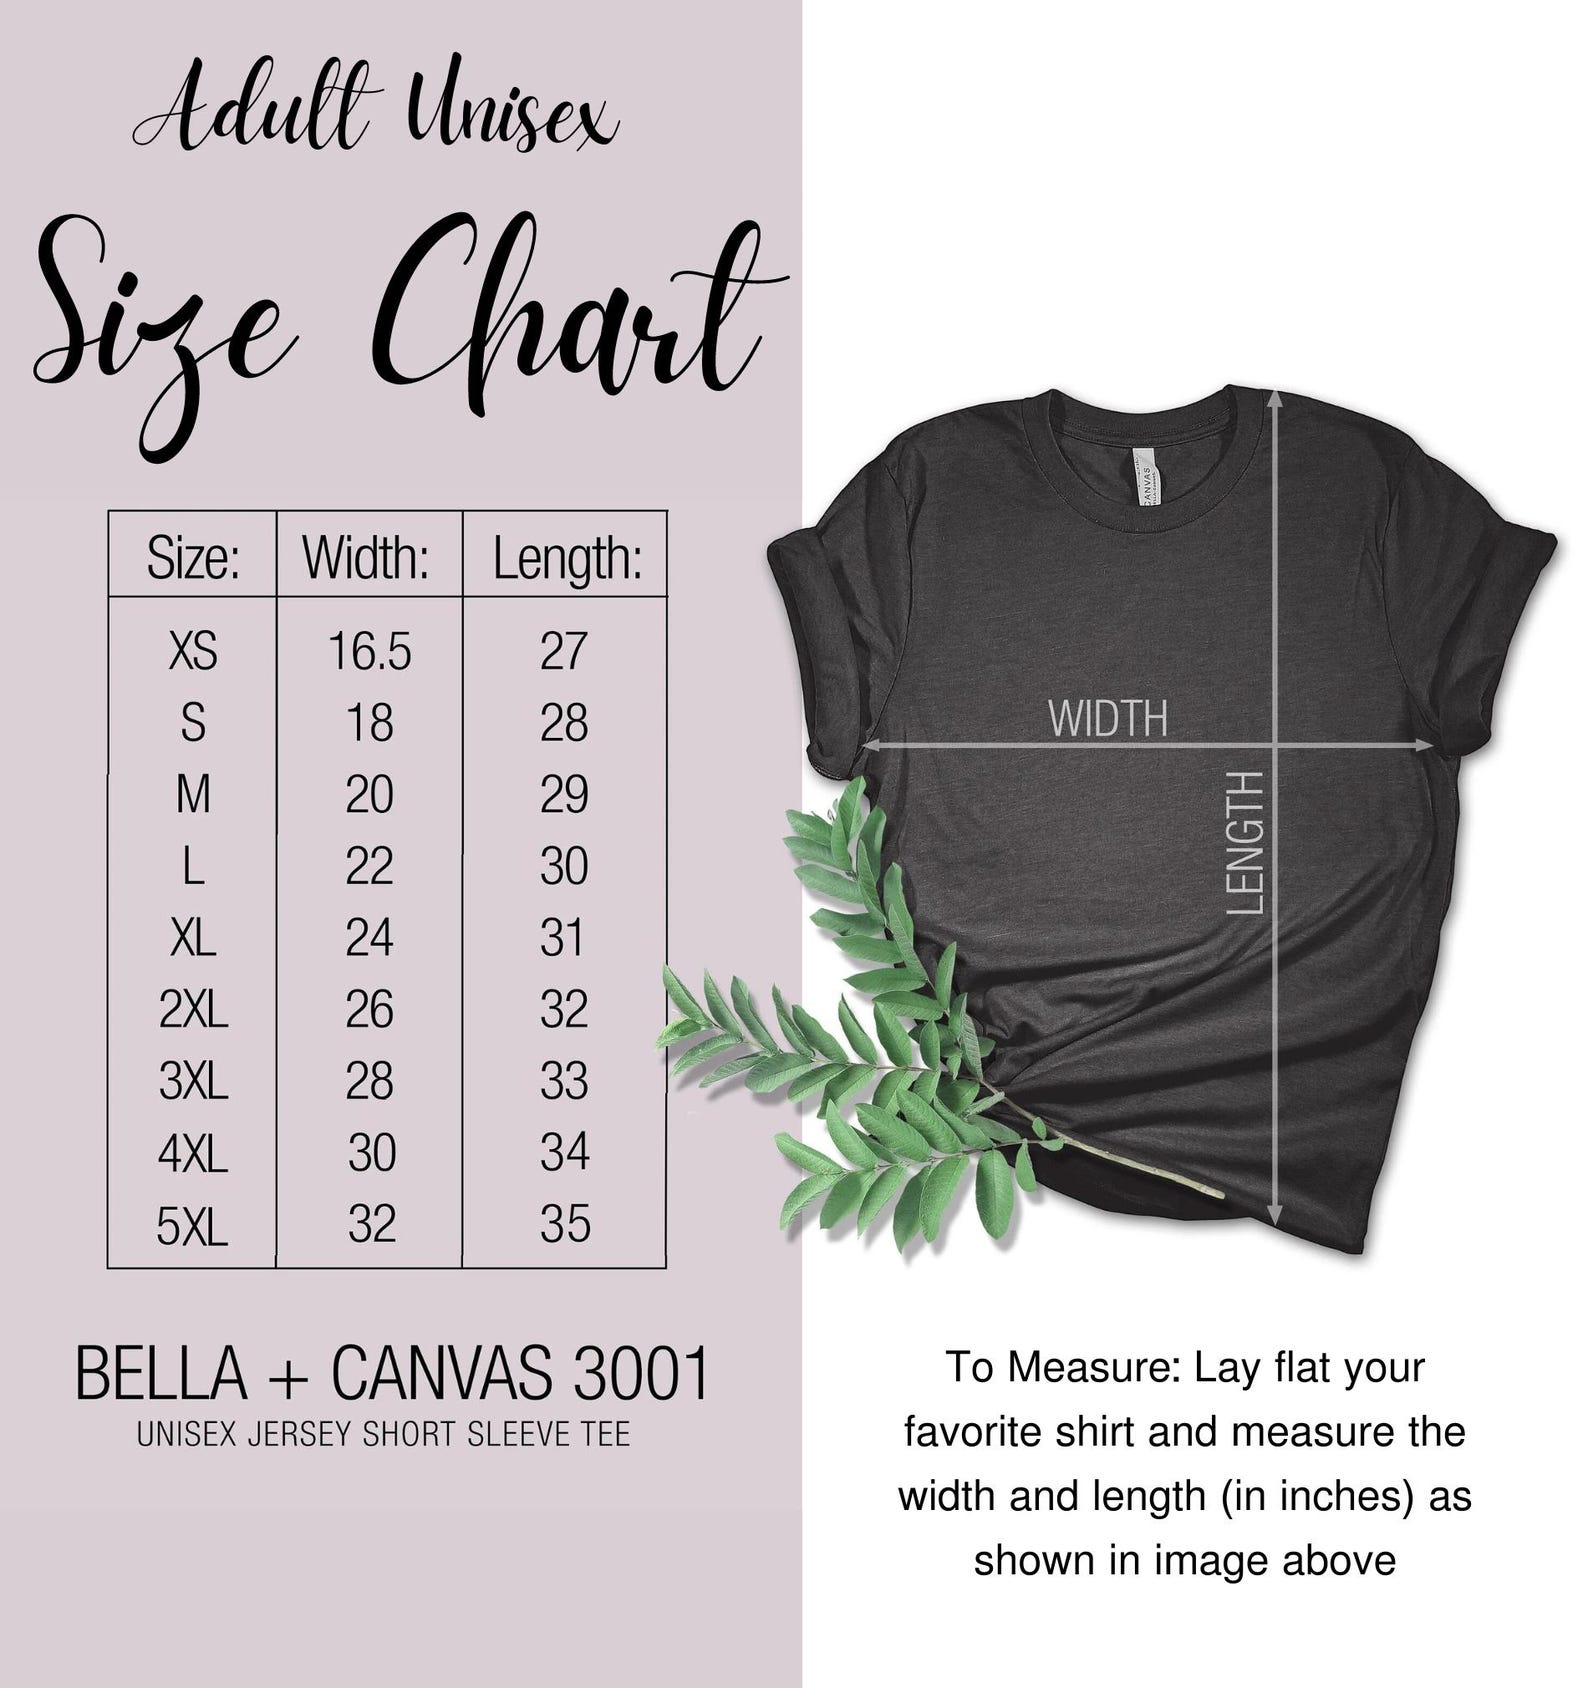 Adult Unisex
Size Chart
Size: Width: Length:
XS 16.5 27
S 18 28
M 20 29
L 22 30
XL 24 31
2XL 26 32
3XL 28 33
4XL 30 34
5XL 32 35
BELLA + CANVAS 3001
UNISEX JERSEY SHORT SLEEVE TEE
CANVAS
WIDTH
LENGTH
To Measure: Lay flat your
favorite shirt and measure the
width and length (in inches) as
shown in image above